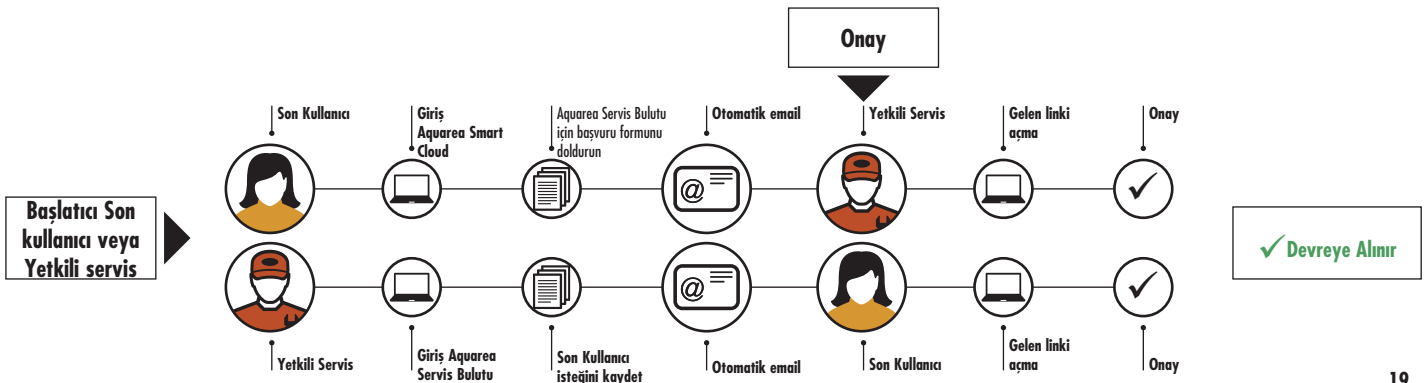 Onay
Son Kullanıcı
Giriş
Aquarea Smart
Cloud
Aquarea Servis Bulutu
için başvuru formunu
doldurun
Otomatik email
Yetkili Servis
Gelen linki
açma
Onay
@
Başlatıcı Son
kullanıcı veya
Yetkili servis
Devreye Alınır
@
Yetkili Servis
Giriş Aquarea
Servis Bulutu
Son Kullanıcı
isteğini kaydet
Otomatik email
Son Kullanıcı
Gelen linki
açma
Onay
19